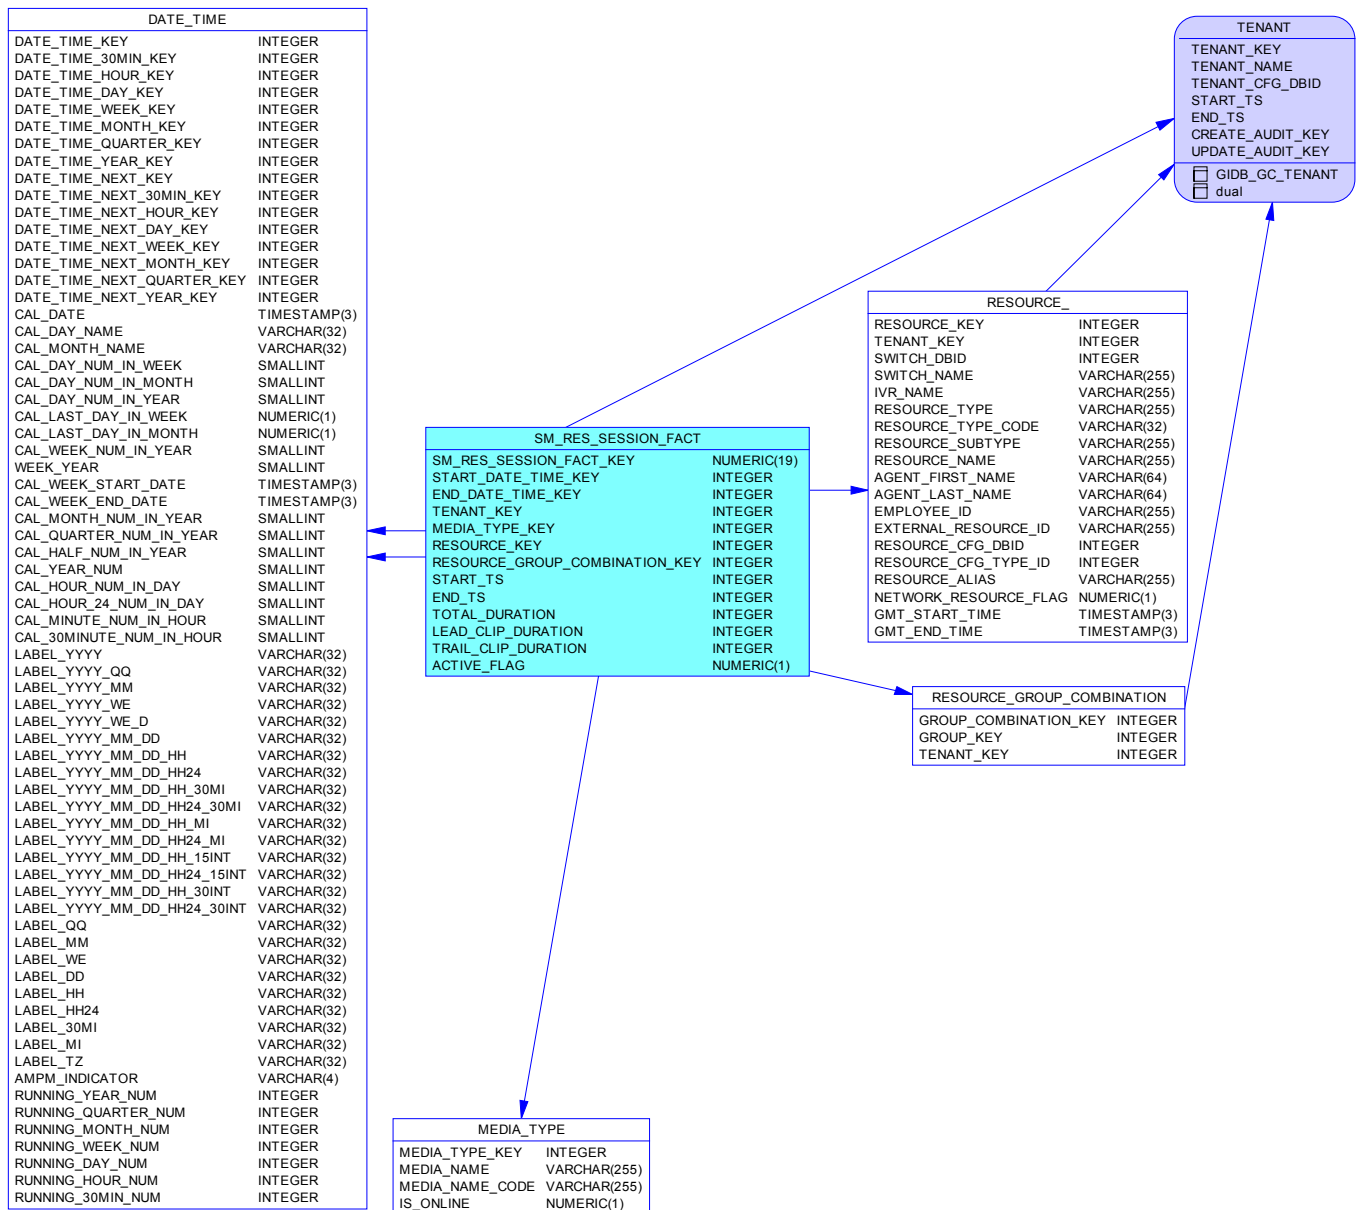 DATE_TIME
DATE_TIME_KEY INTEGER
DATE_TIME_30MIN_KEY INTEGER
DATE_TIME_HOUR_KEY INTEGER
DATE_TIME_DAY_KEY INTEGER
DATE_TIME_WEEK_KEY INTEGER
DATE_TIME_MONTH_KEY INTEGER
DATE_TIME_QUARTER_KEY INTEGER
DATE_TIME_YEAR_KEY INTEGER
DATE_TIME_NEXT_KEY INTEGER
DATE_TIME_NEXT_30MIN_KEY INTEGER
DATE_TIME_NEXT_HOUR_KEY INTEGER
DATE_TIME_NEXT_DAY_KEY INTEGER
DATE_TIME_NEXT_WEEK_KEY INTEGER
DATE_TIME_NEXT_MONTH_KEY INTEGER
DATE_TIME_NEXT_QUARTER_KEY INTEGER
DATE_TIME_NEXT_YEAR_KEY INTEGER
CAL_DATE TIMESTAMP(3)
CAL_DAY_NAME VARCHAR(32)
CAL_MONTH_NAME VARCHAR(32)
CAL_DAY_NUM_IN_WEEK SMALLINT
CAL_DAY_NUM_IN_MONTH SMALLINT
CAL_DAY_NUM_IN_YEAR SMALLINT
CAL_LAST_DAY_IN_WEEK NUMERIC(1)
CAL_LAST_DAY_IN_MONTH NUMERIC(1)
CAL_WEEK_NUM_IN_YEAR SMALLINT
WEEK_YEAR SMALLINT
CAL_WEEK_START_DATE TIMESTAMP(3)
CAL_WEEK_END_DATE TIMESTAMP(3)
CAL_MONTH_NUM_IN_YEAR SMALLINT
CAL_QUARTER_NUM_IN_YEAR SMALLINT
CAL_HALF_NUM_IN_YEAR SMALLINT
CAL_YEAR_NUM SMALLINT
CAL_HOUR_NUM_IN_DAY SMALLINT
CAL_HOUR_24_NUM_IN_DAY SMALLINT
CAL_MINUTE_NUM_IN_HOUR SMALLINT
CAL_30MINUTE_NUM_IN_HOUR SMALLINT
LABEL_YYYY VARCHAR(32)
LABEL_YYYY_QQ VARCHAR(32)
LABEL_YYYY_MM VARCHAR(32)
LABEL_YYYY_WE VARCHAR(32)
LABEL_YYYY_WE_D VARCHAR(32)
LABEL_YYYY_MM_DD VARCHAR(32)
LABEL_YYYY_MM_DD_HH VARCHAR(32)
LABEL_YYYY_MM_DD_HH24 VARCHAR(32)
LABEL_YYYY_MM_DD_HH_30MI VARCHAR(32)
LABEL_YYYY_MM_DD_HH24_30MI VARCHAR(32)
LABEL_YYYY_MM_DD_HH_MI VARCHAR(32)
LABEL_YYYY_MM_DD_HH24_MI VARCHAR(32)
LABEL_YYYY_MM_DD_HH_15INT VARCHAR(32)
LABEL_YYYY_MM_DD_HH24_15INT VARCHAR(32)
LABEL_YYYY_MM_DD_HH_30INT VARCHAR(32)
LABEL_YYYY_MM_DD_HH24_30INT VARCHAR(32)
LABEL_QQ VARCHAR(32)
LABEL_MM VARCHAR(32)
LABEL_WE VARCHAR(32)
LABEL_DD VARCHAR(32)
LABEL_HH VARCHAR(32)
LABEL_HH24 VARCHAR(32)
LABEL_30MI VARCHAR(32)
LABEL_MI VARCHAR(32)
LABEL_TZ VARCHAR(32)
AMPM_INDICATOR VARCHAR(4)
RUNNING_YEAR_NUM INTEGER
RUNNING_QUARTER_NUM INTEGER
RUNNING_MONTH_NUM INTEGER
RUNNING_WEEK_NUM INTEGER
RUNNING_DAY_NUM INTEGER
RUNNING_HOUR_NUM INTEGER
RUNNING_30MIN_NUM INTEGER
SM_RES_SESSION_FACT
SM_RES_SESSION_FACT_KEY NUMERIC(19)
START_DATE_TIME_KEY INTEGER
END_DATE_TIME_KEY INTEGER
TENANT_KEY INTEGER
MEDIA_TYPE_KEY INTEGER
RESOURCE_KEY INTEGER
RESOURCE_GROUP_COMBINATION_KEY INTEGER
START_TS INTEGER
END_TS INTEGER
TOTAL_DURATION INTEGER
LEAD_CLIP_DURATION INTEGER
TRAIL_CLIP_DURATION INTEGER
ACTIVE_FLAG NUMERIC(1)
MEDIA_TYPE
MEDIA_TYPE_KEY INTEGER
MEDIA_NAME VARCHAR(255)
MEDIA_NAME_CODE VARCHAR(255)
IS_ONLINE NUMERIC(1)
TENANT
TENANT_KEY
TENANT_NAME
TENANT_CFG_DBID
START_TS
END_TS
CREATE_AUDIT_KEY
UPDATE_AUDIT_KEY
GIDB_GC_TENANT
dual
RESOURCE_
RESOURCE_KEY INTEGER
TENANT_KEY INTEGER
SWITCH_DBID INTEGER
SWITCH_NAME VARCHAR(255)
IVR_NAME VARCHAR(255)
RESOURCE_TYPE VARCHAR(255)
RESOURCE_TYPE_CODE VARCHAR(32)
RESOURCE_SUBTYPE VARCHAR(255)
RESOURCE_NAME VARCHAR(255)
AGENT_FIRST_NAME VARCHAR(64)
AGENT_LAST_NAME VARCHAR(64)
EMPLOYEE_ID VARCHAR(255)
EXTERNAL_RESOURCE_ID VARCHAR(255)
RESOURCE_CFG_DBID INTEGER
RESOURCE_CFG_TYPE_ID INTEGER
RESOURCE_ALIAS VARCHAR(255)
NETWORK_RESOURCE_FLAG NUMERIC(1)
GMT_START_TIME TIMESTAMP(3)
GMT_END_TIME TIMESTAMP(3)
RESOURCE_GROUP_COMBINATION
GROUP_COMBINATION_KEY INTEGER
GROUP_KEY INTEGER
TENANT_KEY INTEGER